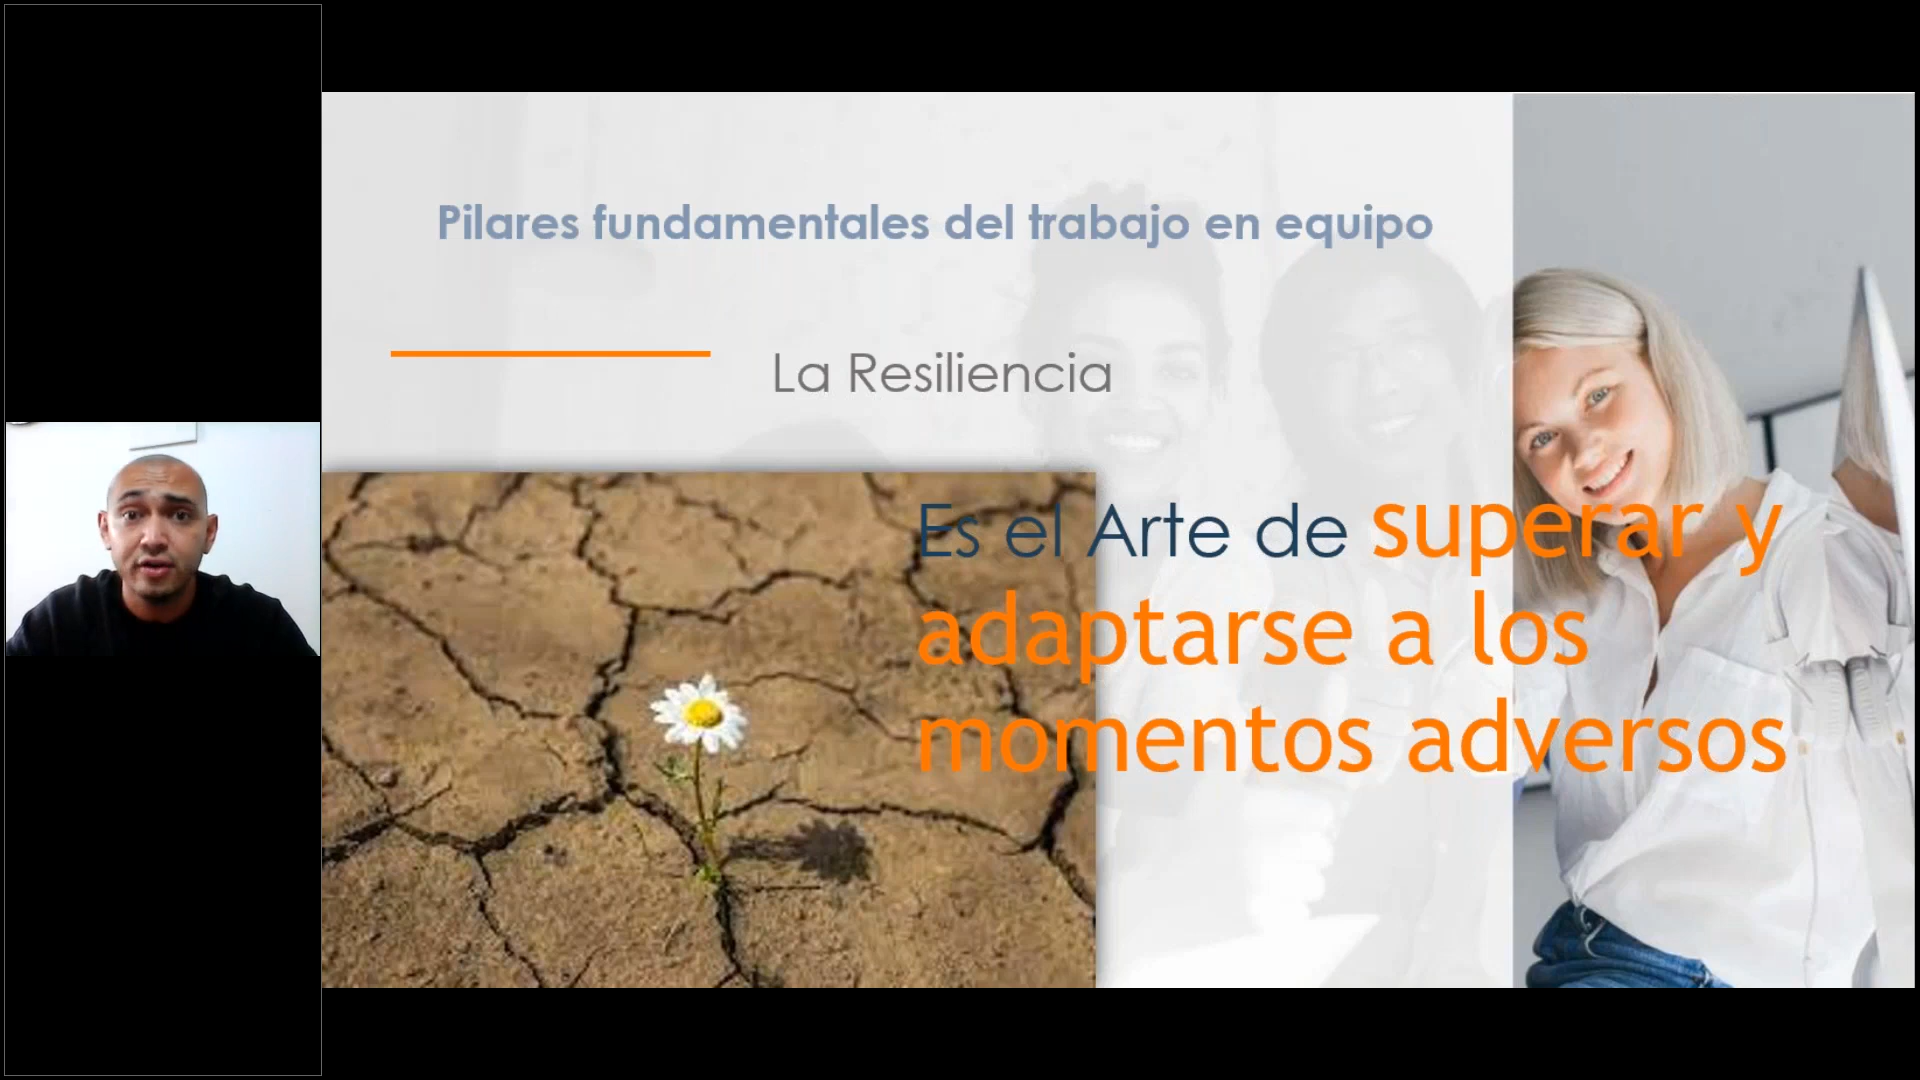 Pilares fundamentales del trabajo en equipo
La Resiliencia
Es el Arte de superar y
adaptarse a los
momentos adversos